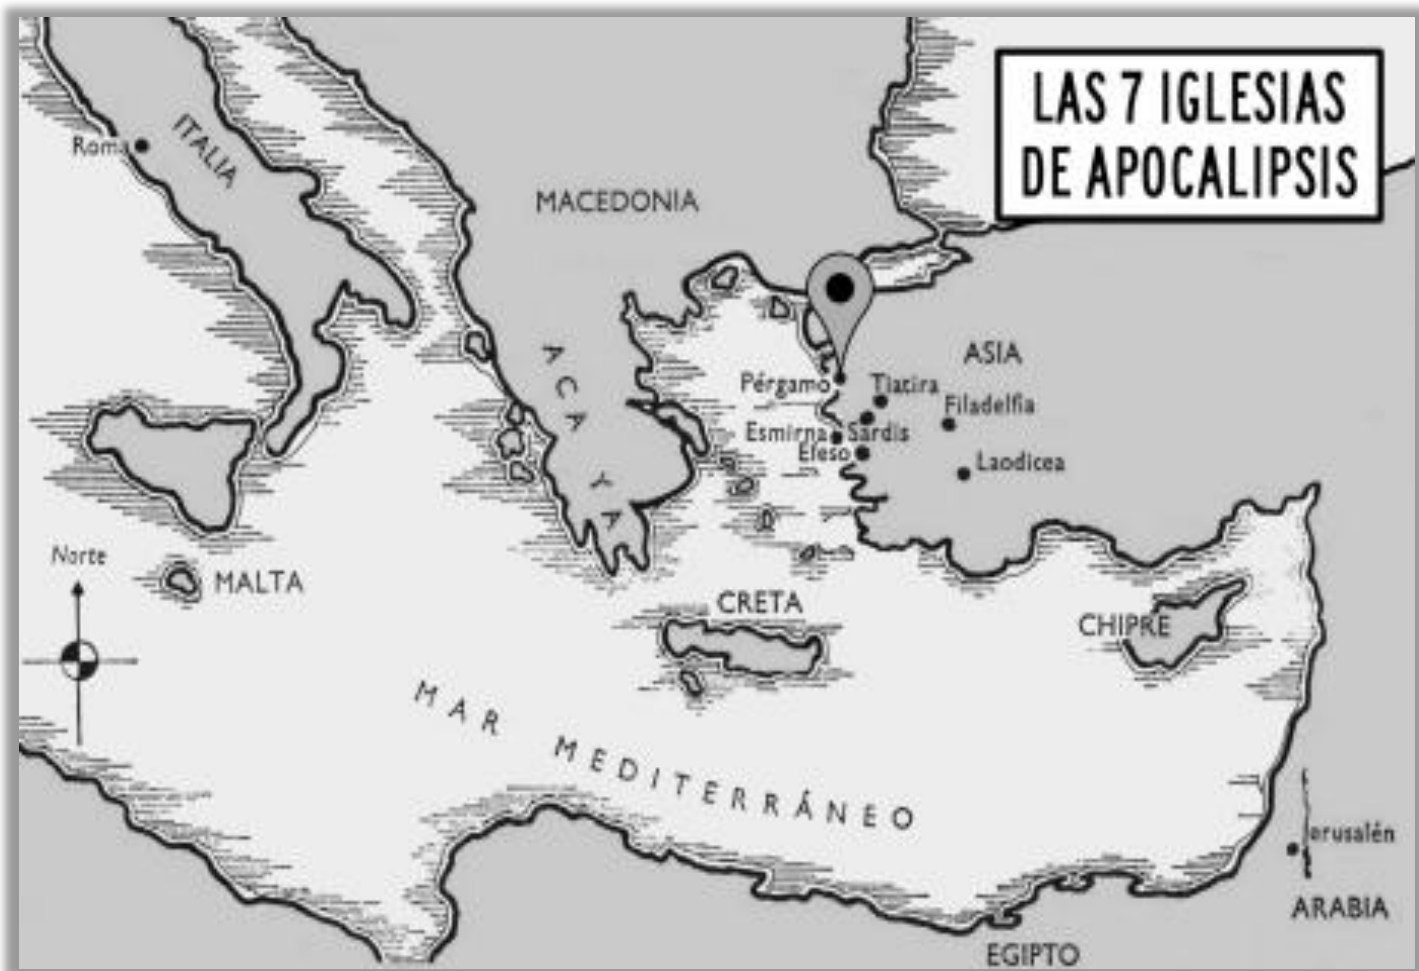 LAS 7 IGLESIAS
DE APOCALIPSIS
Roma
ITALIA
MACEDONIA
ACAYA
ASIA
Pérgamo
Tiatira
Filadelfia
Esmirna
Sardis
Efeso
Laodicea
Norte
MALTA
CRETA
CHIPRE
MAR MEDITERRÁNEO
Jerusalén
ARABIA
EGIPTO